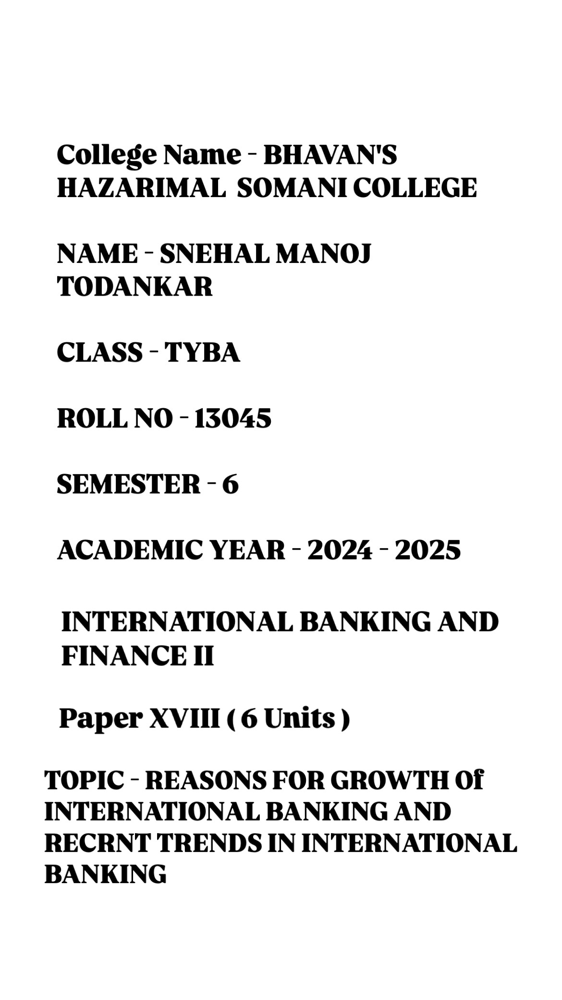 College Name - BHAVAN'S
HAZARIMAL  SOMANI COLLEGE
NAME - SNEHAL MANOJ
TODANKAR
CLASS - TYBA
ROLL NO - 13045
SEMESTER - 6
ACADEMIC YEAR - 2024 - 2025
INTERNATIONAL BANKING AND
FINANCE II
Paper XVIII ( 6 Units )
TOPIC - REASONS FOR GROWTH Of
INTERNATIONAL BANKING AND
RECRNT TRENDS IN INTERNATIONAL
BANKING